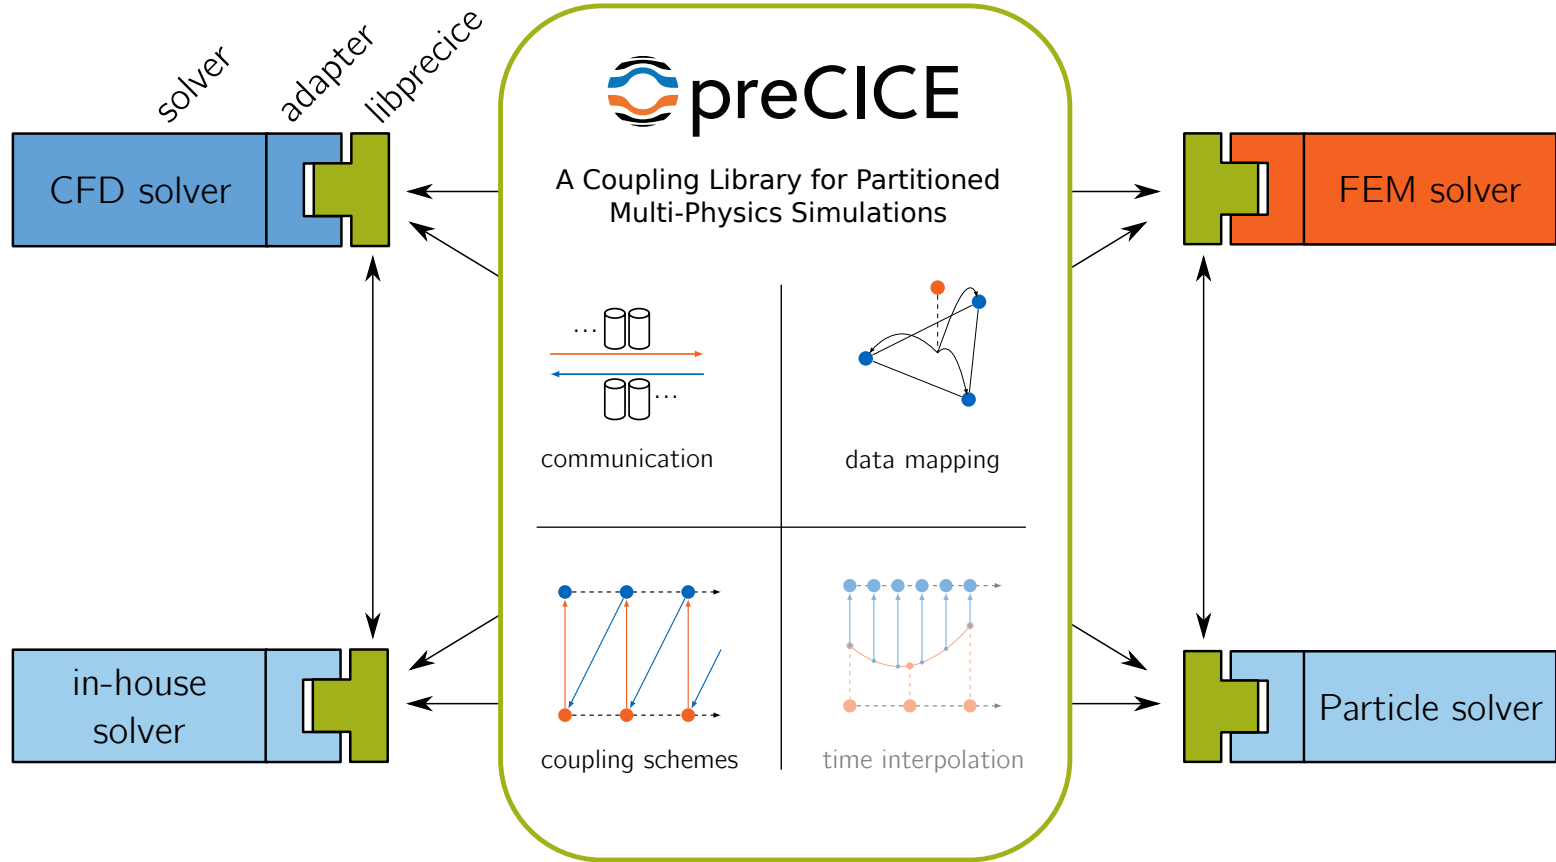 solver
adapter
libprecice
preCICE
A Coupling Library for Partitioned
Multi-Physics Simulations
CFD solver
FEM solver
...
...
communication
data mapping
in-house
solver
Particle solver
coupling schemes
time interpolation